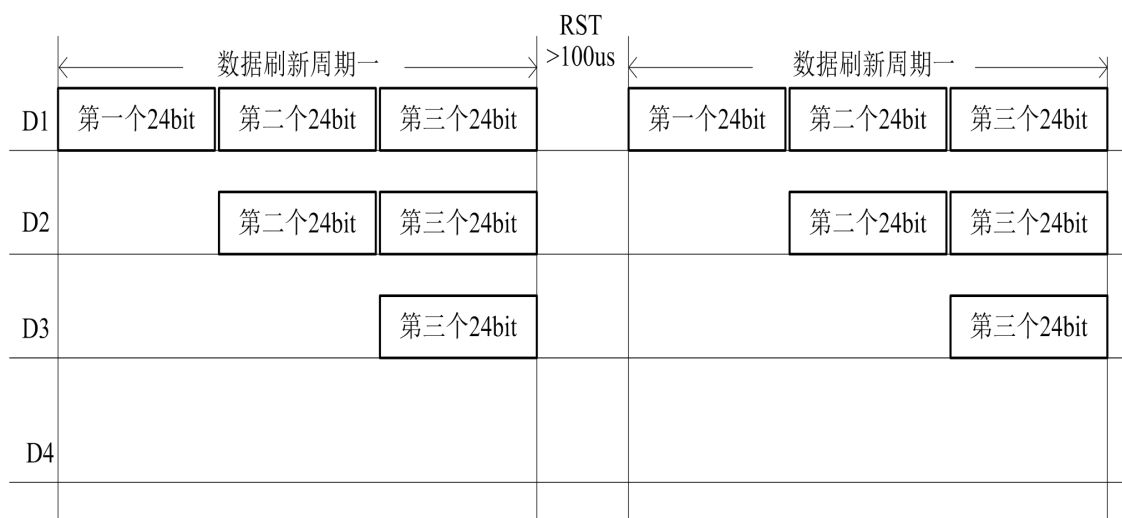 RST
>100us
数据刷新周期一
数据刷新周期一
D1 第一个24bit 第二个24bit 第三个24bit 第一个24bit 第二个24bit 第三个24bit
D2 第二个24bit 第三个24bit 第二个24bit 第三个24bit
D3 第三个24bit 第三个24bit
D4